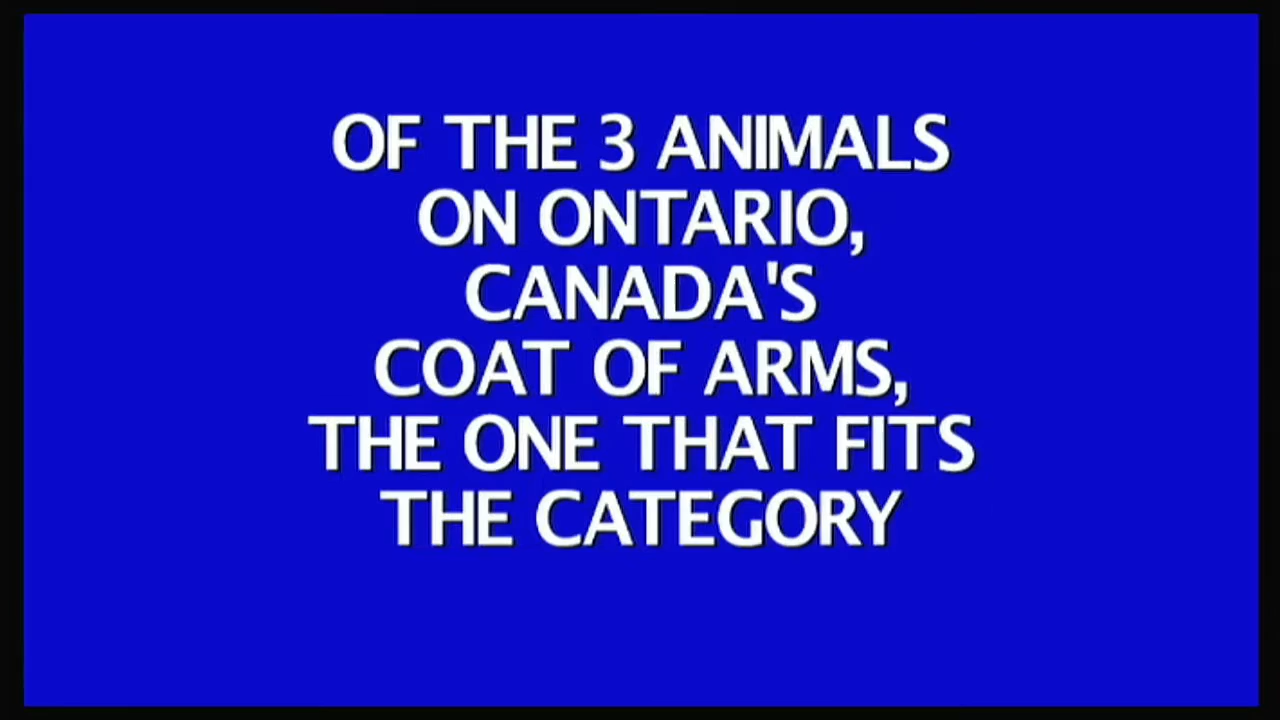 OF THE 3 ANIMALS
ON ONTARIO,
CANADA'S
COAT OF ARMS,
THE ONE THAT FITS
THE CATEGORY